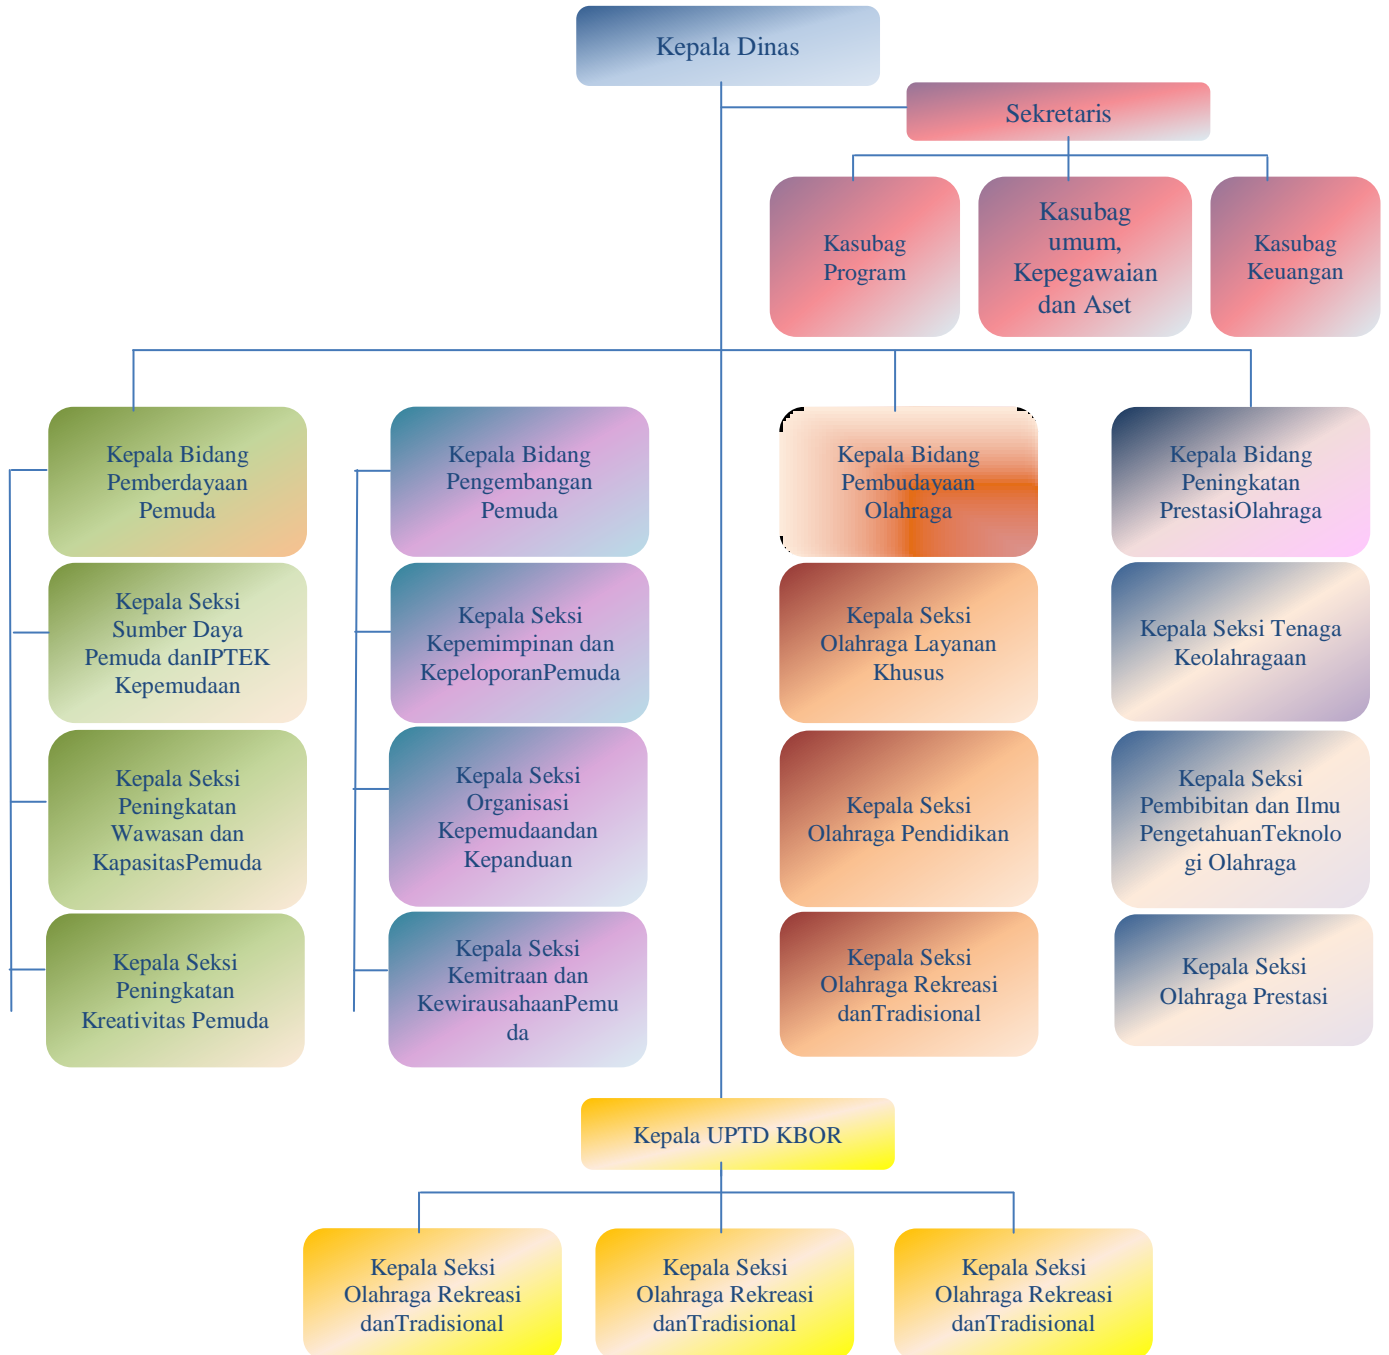 Kepala Dinas
Sekretaris
Kasubag
Program
Kasubag
umum,
Kepegawaian
dan Aset
Kasubag
Keuangan
Kepala Bidang
Pemberdayaan
Pemuda
Kepala Bidang
Pengembangan
Pemuda
Kepala Bidang
Pembudayaan
Olahraga
Kepala Bidang
Peningkatan
PrestasiOlahraga
Kepala Seksi
Sumber Daya
Pemuda danIPTEK
Kepemudaan
Kepala Seksi
Kepemimpinan dan
KepeloporanPemuda
Kepala Seksi
Olahraga Layanan
Khusus
Kepala Seksi Tenaga
Keolahragaan
Kepala Seksi
Peningkatan
Wawasan dan
KapasitasPemuda
Kepala Seksi
Organisasi
Kepemudaandan
Kepanduan
Kepala Seksi
Olahraga Pendidikan
Kepala Seksi
Pembibitan dan Ilmu
PengetahuanTeknolo
gi Olahraga
Kepala Seksi
Peningkatan
Kreativitas Pemuda
Kepala Seksi
Kemitraan dan
KewirausahaanPemu
da
Kepala Seksi
Olahraga Rekreasi
danTradisional
Kepala Seksi
Olahraga Prestasi
Kepala UPTD KBOR
Kepala Seksi
Olahraga Rekreasi
danTradisional
Kepala Seksi
Olahraga Rekreasi
danTradisional
Kepala Seksi
Olahraga Rekreasi
danTradisional